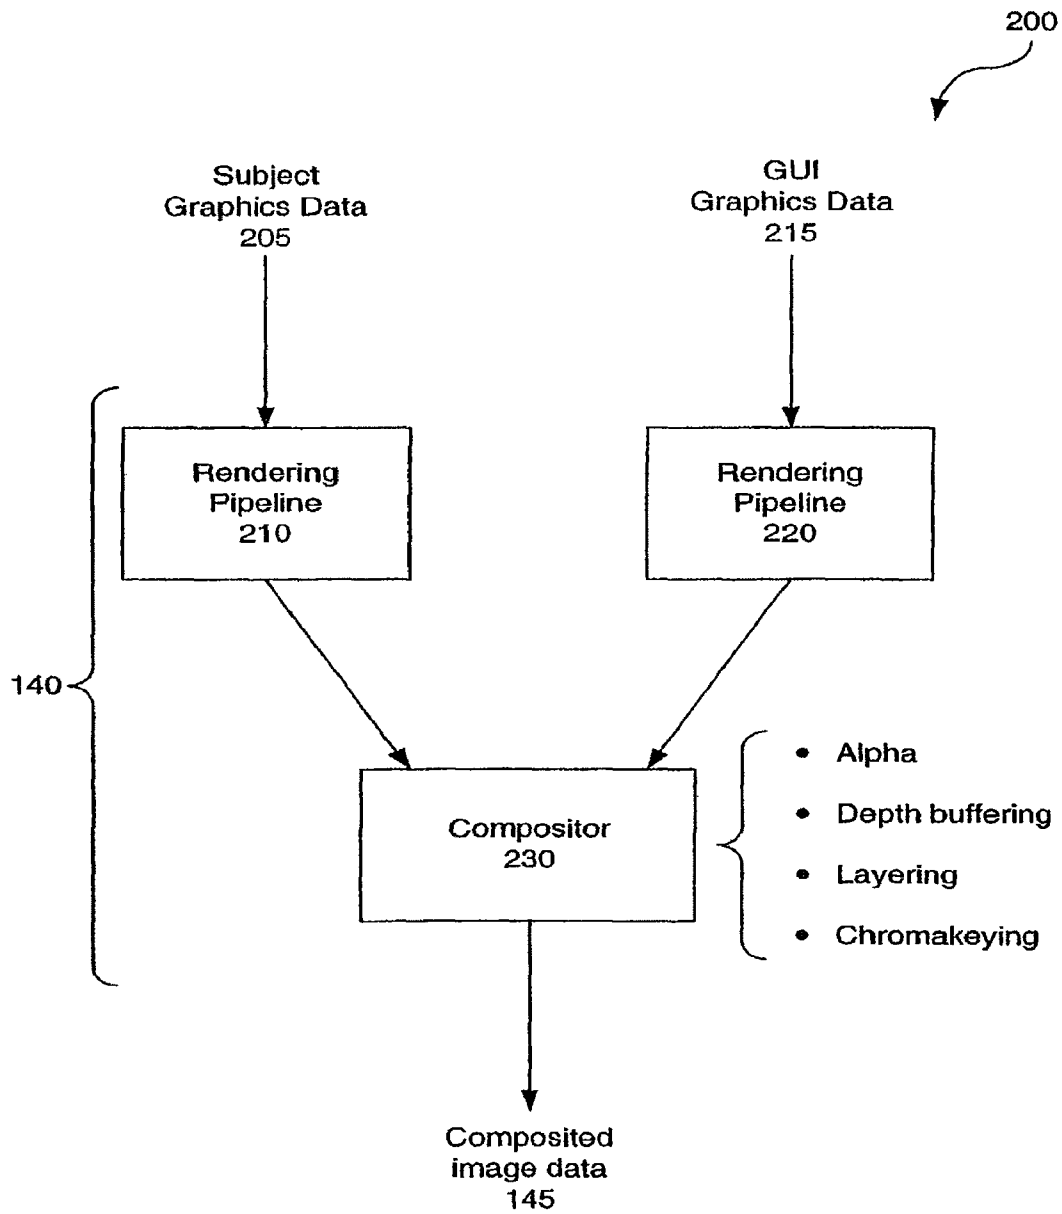 200
Subject
Graphics Data
205
GUI
Graphics Data
215
Rendering
Pipeline
210
Rendering
Pipeline
220
140
Compositor
230
• Alpha
• Depth buffering
• Layering
• Chromakeying
Composited
image data
145